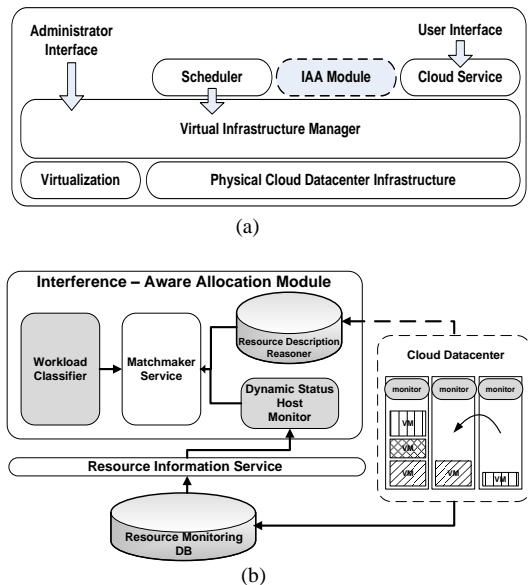 Administrator
Interface
User Interface
Scheduler
IAA Module
Cloud Service
Virtual Infrastructure Manager
Virtualization
Physical Cloud Datacenter Infrastructure
(a)
Interference – Aware Allocation Module
Workload
Classifier
Matchmaker
Service
Resource Description
Reasoner
Dynamic Status
Host
Monitor
Cloud Datacenter
monitor
monitor
monitor
VM
VM
VM
VM
VM
Resource Information Service
Resource Monitoring
DB
(b)